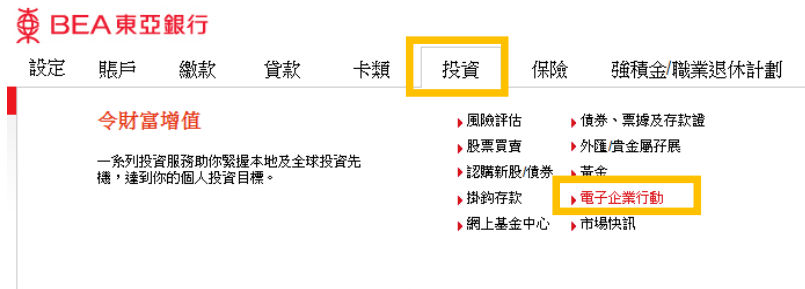 BEA東亞銀行
設定 賬戶 繳款 貸款 卡類 投資 保險 強積金/職業退休計劃
令財富增值
一系列投資服務助你緊握本地及全球投資先
機，達到你的個人投資目標。
風險評估
股票買賣
認購新股/債券
掛鈎存款
網上基金中心
債券、票據及存款證
外匯/貴金屬孖展
黃金
電子企業行動
市場快訊